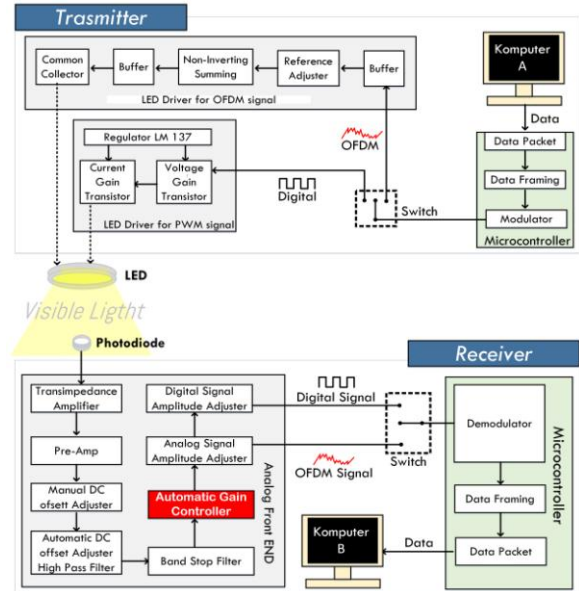 Trasmitter
Common
Collector
Buffer
Non-Inverting
Summing
Reference
Adjuster
Buffer
LED Driver for OFDM signal
Komputer
A
Data
Data Packet
Data Framing
Modulator
Microcontroller
Regulator LM 137
Current
Gain
Transistor
Voltage
Gain
Transistor
LED Driver for PWM signal
OFDM
Digital
Switch
LED
Visible Ligtht
Photodiode
Receiver
Transimpedance
Amplifier
Pre-Amp
Manual DC
ofsett Adjuster
Automatic DC
offset Adjuster
High Pass Filter
Digital Signal
Amplitude Adjuster
Analog Signal
Amplitude Adjuster
Automatic Gain
Controller
Band Stop Filter
Analog Front END
Digital Signal
OFDM Signal
Switch
Demodulator
Data Framing
Data Packet
Microcontroller
Data
Komputer
B